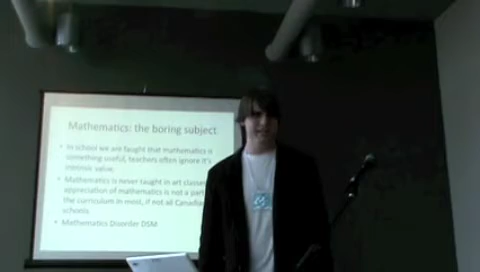 Mathematics: the boring subject
• In school we are taught that mathematics is
something useful, teachers often ignore it's
intrinsic value.
• Mathematics is never taught in art classes
appreciation of mathematics is not a part
the curriculum in most, if not all Canadia
schools
• Mathematics Disorder DSM